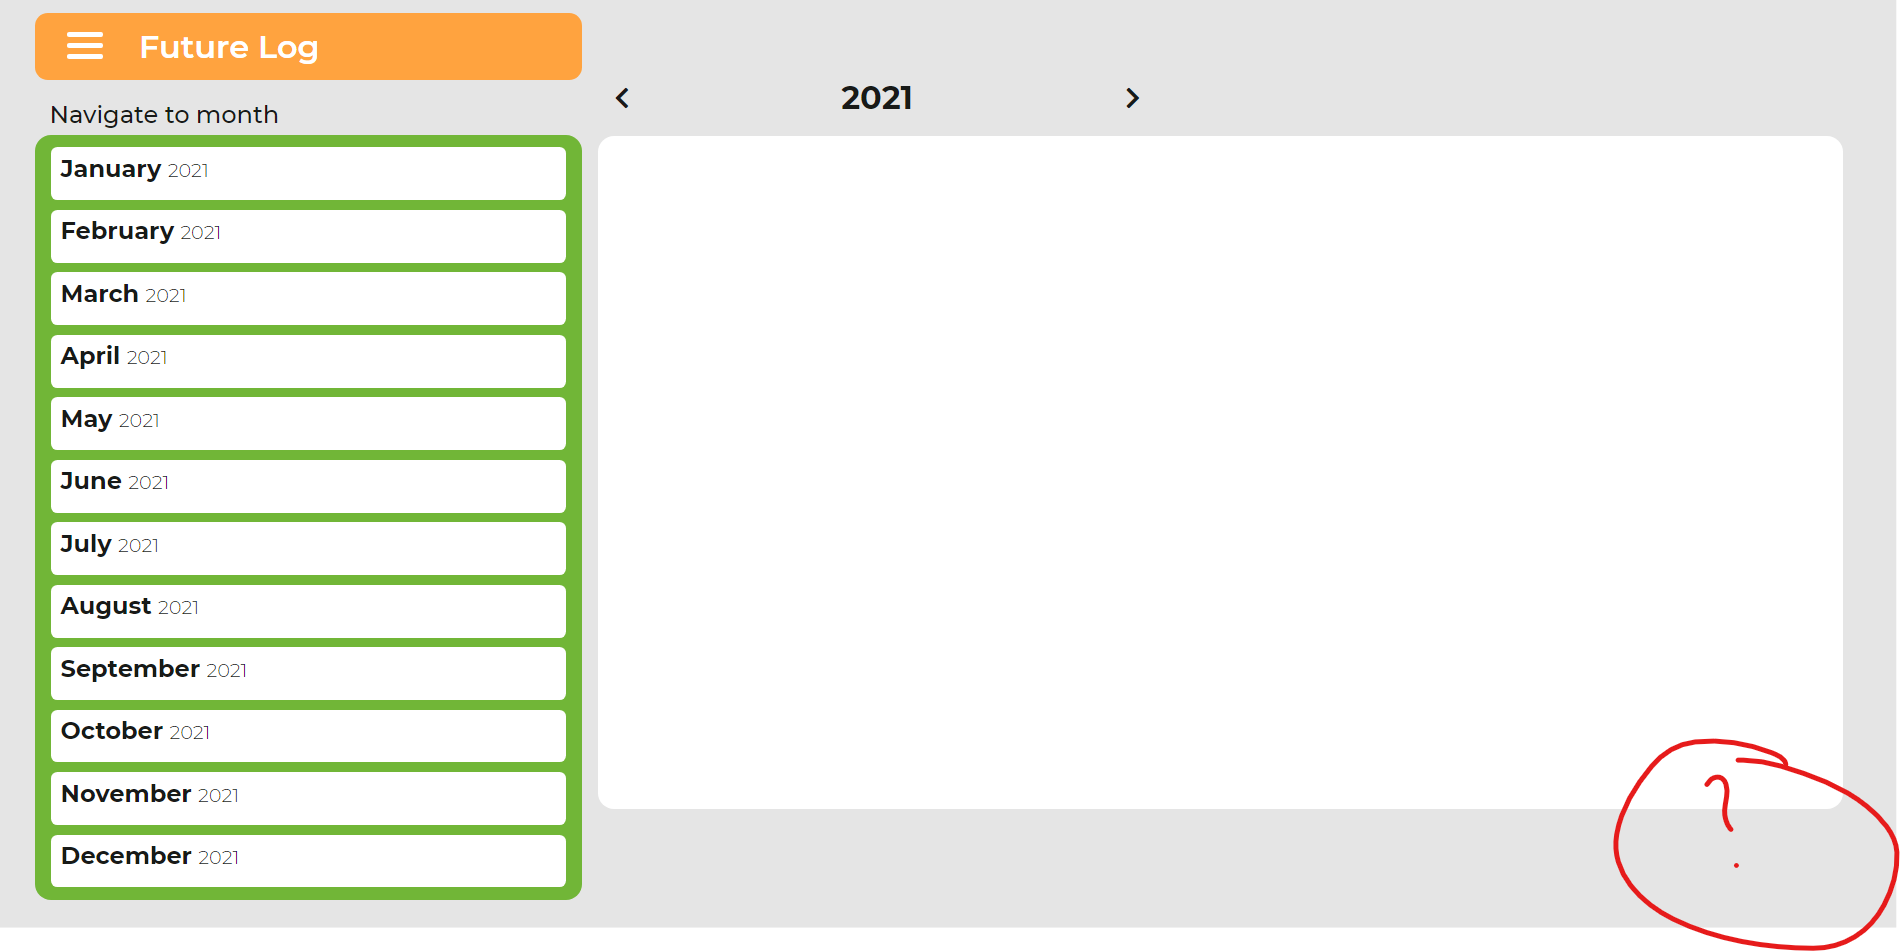 Future Log
Navigate to month
2021
January 2021
February 2021
March 2021
April 2021
May 2021
June 2021
July 2021
August 2021
September 2021
October 2021
November 2021
December 2021
?